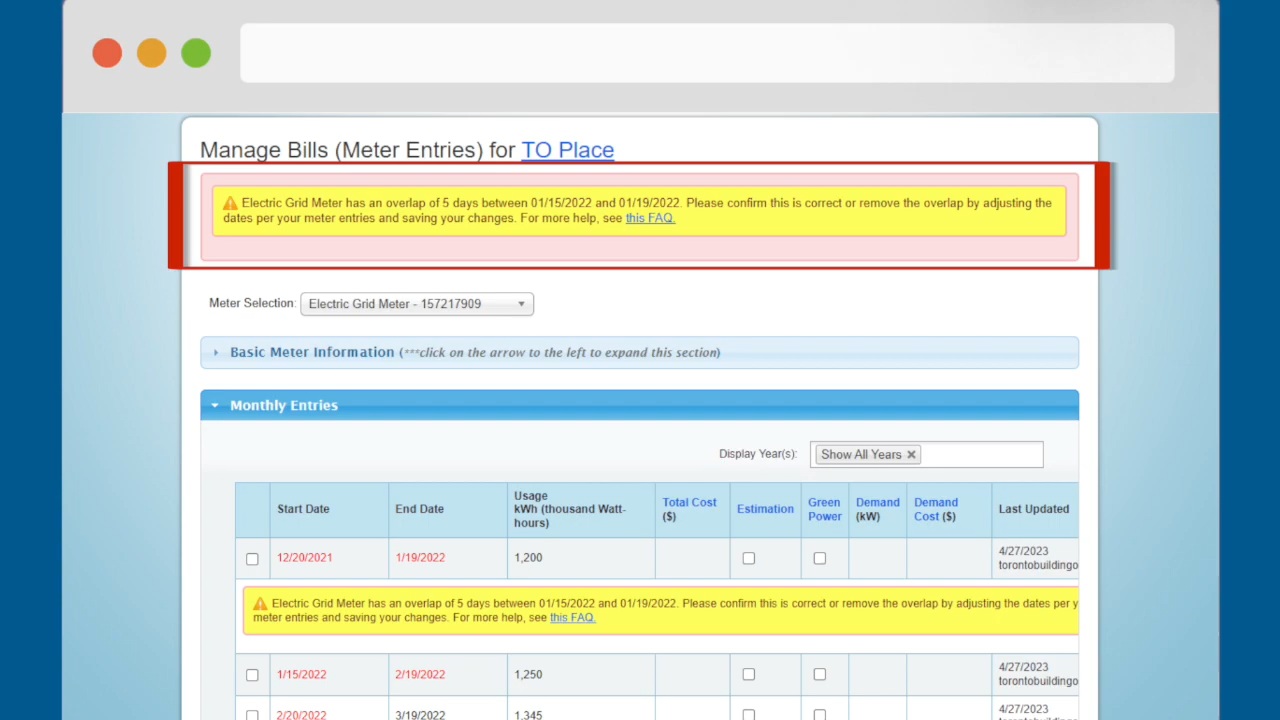 Manage Bills (Meter Entries) for TO Place
Electric Grid Meter has an overlap of 5 days between 01/15/2022 and 01/19/2022. Please confirm this is correct or remove the overlap by adjusting the
dates per your meter entries and saving your changes. For more help, see this FAQ.
Meter Selection: Electric Grid Meter - 157217909
Basic Meter Information (***click on the arrow to the left to expand this section)
Monthly Entries
Display Year(s): Show All Years
Start Date
End Date
Usage
kWh (thousand Watt-
hours)
Total Cost
($)
Estimation
Green
Power
Demand
(kW)
Demand
Cost ($)
Last Updated
12/20/2021
1/19/2022
1,200
4/27/2023
torontobuildingo
Electric Grid Meter has an overlap of 5 days between 01/15/2022 and 01/19/2022. Please confirm this is correct or remove the overlap by adjusting the dates per y
meter entries and saving your changes. For more help, see this FAQ.
1/15/2022
2/19/2022
1,250
4/27/2023
torontobuildingo
2/20/2022
3/19/2022
1,345
4/27/2023